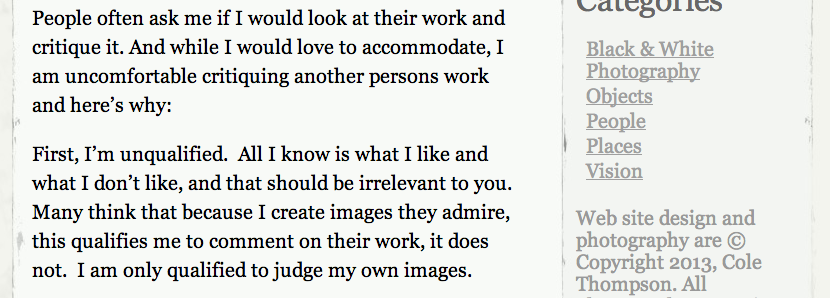 People often ask me if I would look at their work and
critique it. And while I would love to accommodate, I
am uncomfortable critiquing another persons work
and here’s why:
First, I’m unqualified.  All I know is what I like and
what I don’t like, and that should be irrelevant to you.
Many think that because I create images they admire,
this qualifies me to comment on their work, it does
not.  I am only qualified to judge my own images.
Categories
Black & White
Photography
Objects
People
Places
Vision
Web site design and
photography are ©
Copyright 2013, Cole
Thompson. All